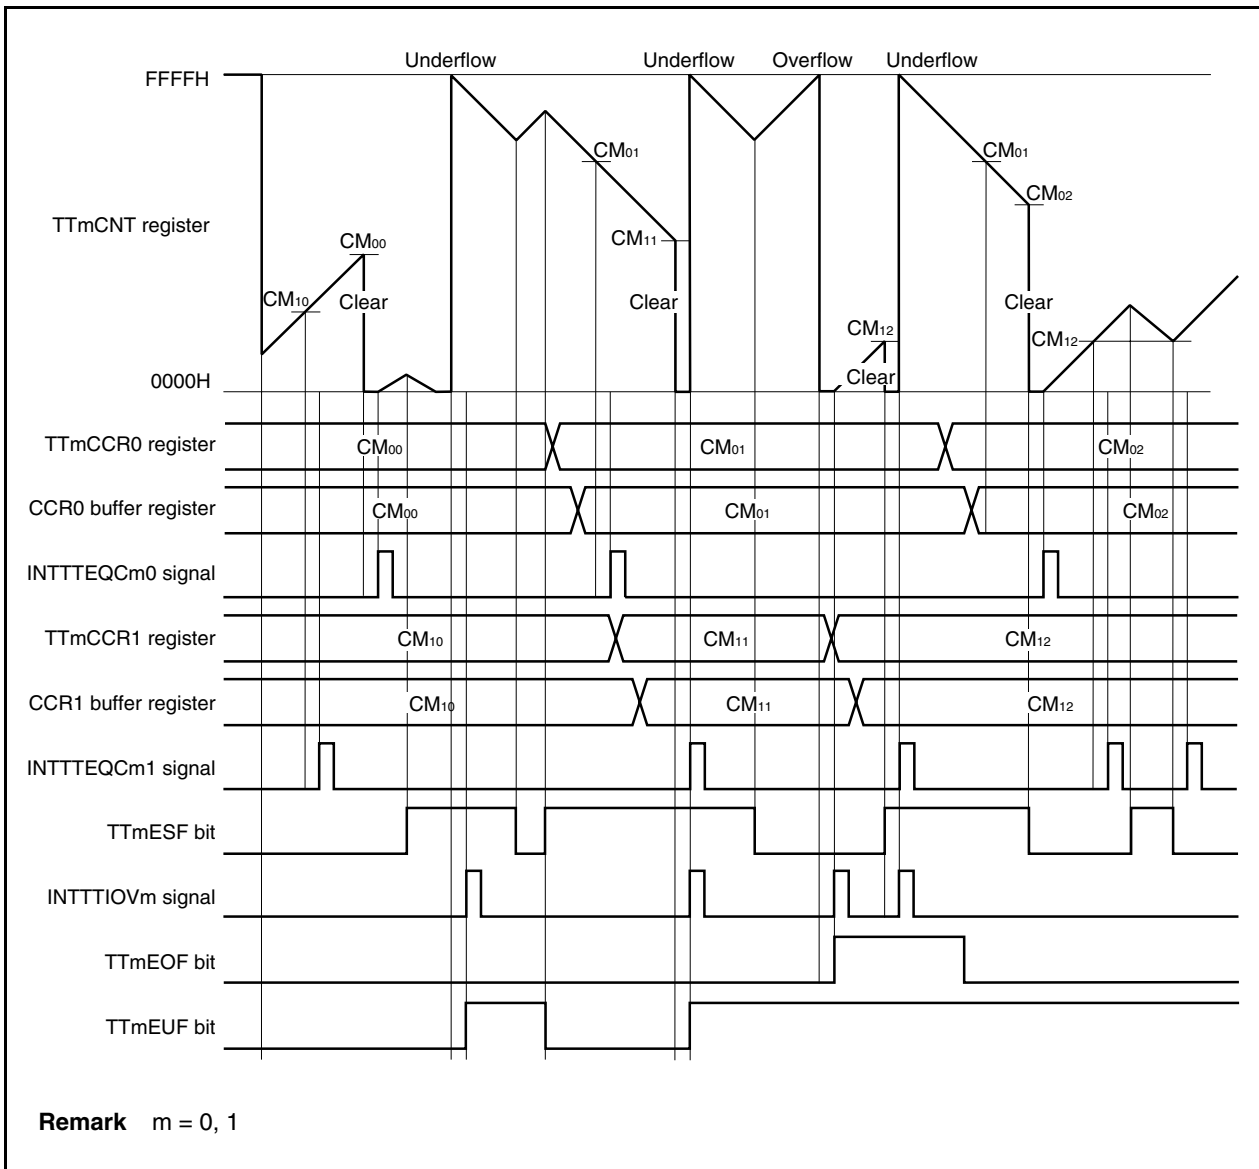 Underflow Underflow Overflow Underflow
FFFFH
CM01 CM01
CM02
TTmCNT register
CM00 CM11
CM10 Clear Clear Clear
CM12 CM12
0000H Clear
TTmCCR0 register CM00 CM01 CM02
CCR0 buffer register CM00 CM01 CM02
INTTTEQCm0 signal
TTmCCR1 register CM10 CM11 CM12
CCR1 buffer register CM10 CM11 CM12
INTTTEQCm1 signal
TTmESF bit
INTTTIOVm signal
TTmEOF bit
TTmEUF bit
Remark m = 0, 1